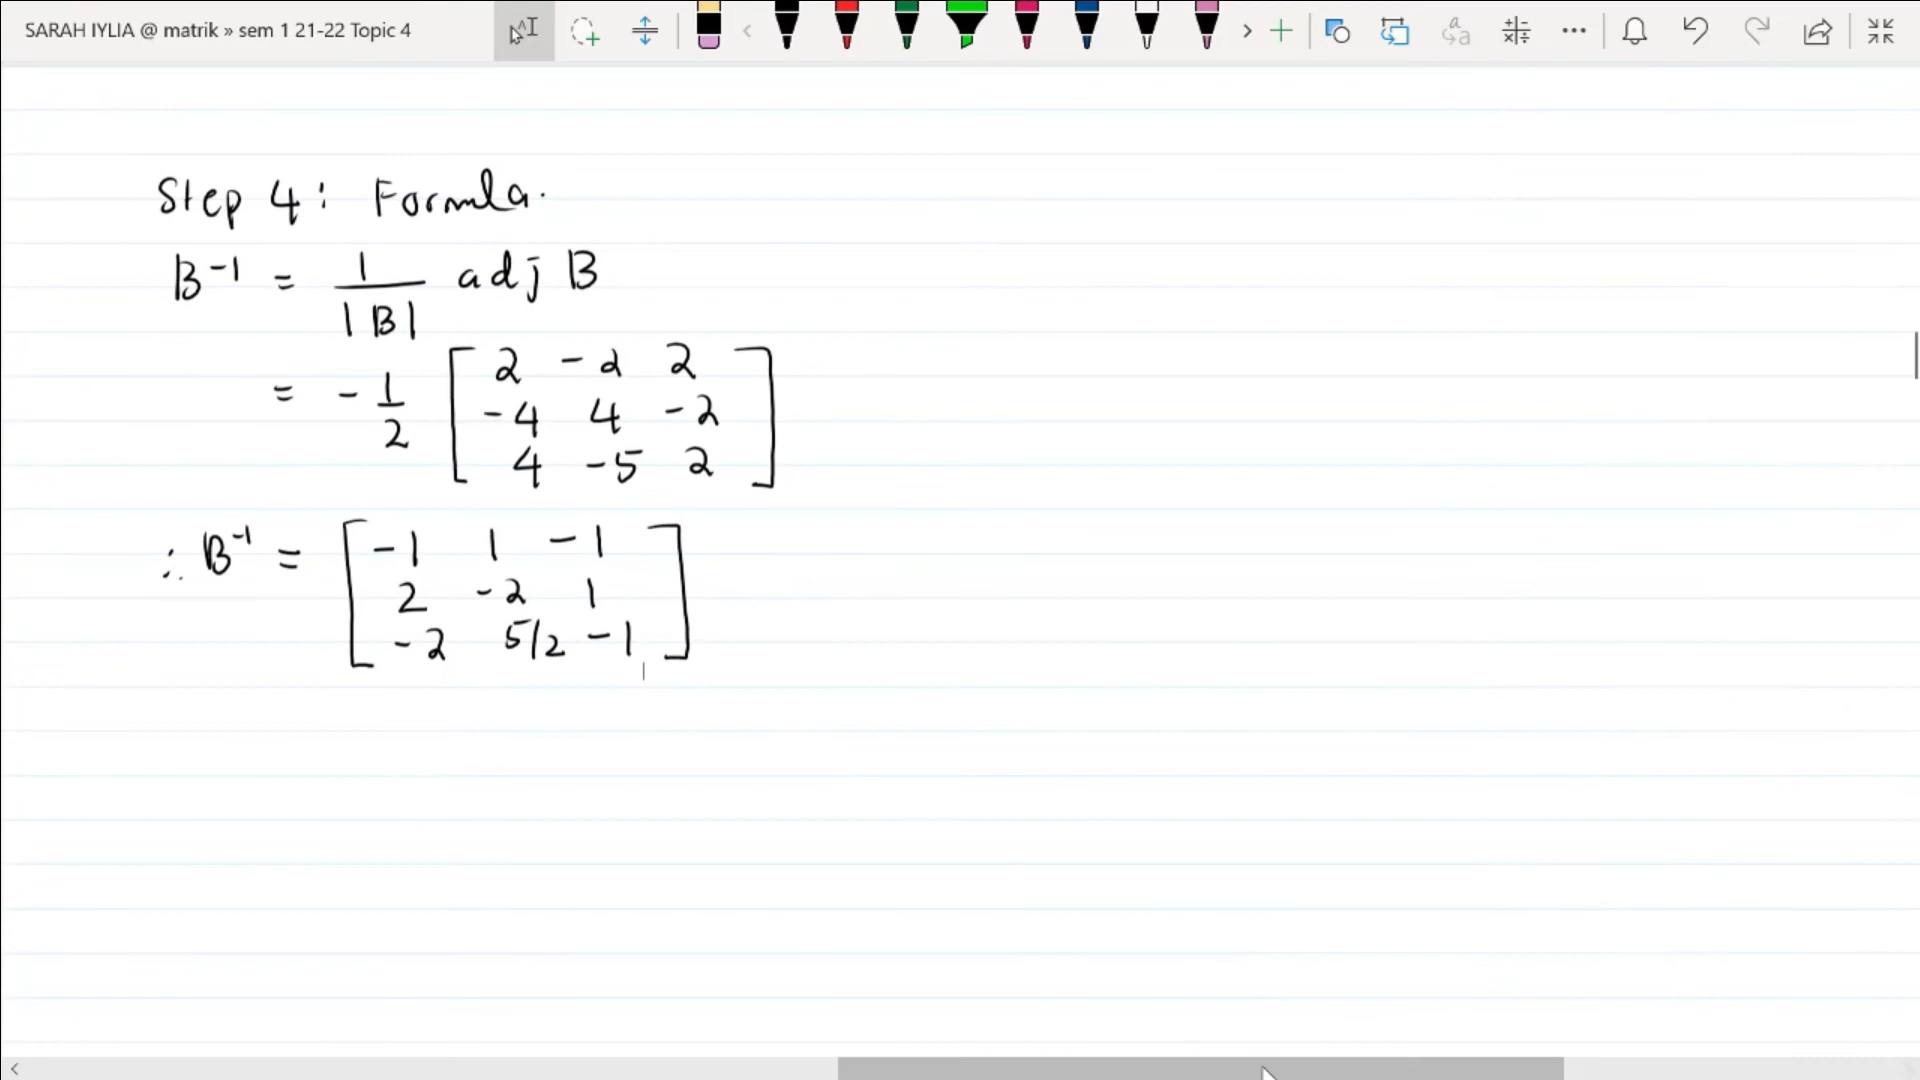 SARAH IYLIA @ matrik » sem 1 21-22 Topic 4
Step 4: Formula.
B⁻¹ = 1/|B| adj B
= -1/2 [ 2 -2 2
-4 4 -2
4 -5 2 ]
∴ B⁻¹ = [ -1 1 -1
2 -2 1
-2 5/2 -1 ]